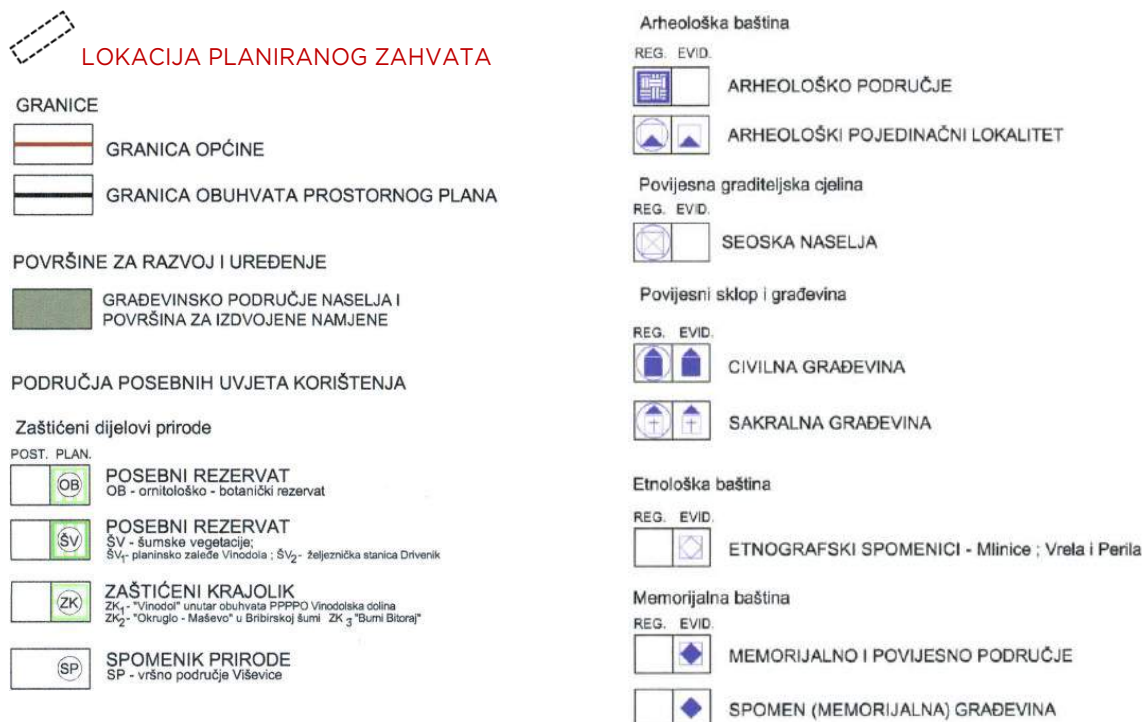 LOKACIJA PLANIRANOG ZAHVATA
GRANICE
GRANICA OPĆINE
GRANICA OBUHVATA PROSTORNOG PLANA
POVRŠINE ZA RAZVOJ I UREĐENJE
GRAĐEVINSKO PODRUČJE NASELJA I
POVRŠINA ZA IZDVOJENE NAMJENE
PODRUČJA POSEBNIH UVJETA KORIŠTENJA
Zaštićeni dijelovi prirode
POST. PLAN.
OB
POSEBNI REZERVAT
OB - ornitološko - botanički rezervat
ŠV
POSEBNI REZERVAT
ŠV - šumske vegetacije;
ŠV1- planinsko zaleđe Vinodola ; ŠV2 - željeznička stanica Drivenik
ZK
ZAŠTIĆENI KRAJOLIK
ZK1 - "Vinodol" unutar obuhvata PPPPO Vinodolska dolina
ZK2 - "Okruglo - Maševo" u Bribirskoj šumi ZK 3 "Burni Bitoraj"
SP
SPOMENIK PRIRODE
SP - vršno područje Viševice
Arheološka baština
REG. EVID.
ARHEOLOŠKO PODRUČJE
ARHEOLOŠKI POJEDINAČNI LOKALITET
Povijesna graditeljska cjelina
REG. EVID.
SEOSKA NASELJA
Povijesni sklop i građevina
REG. EVID.
CIVILNA GRAĐEVINA
SAKRALNA GRAĐEVINA
Etnološka baština
REG. EVID.
ETNOGRAFSKI SPOMENICI - Mlinice ; Vrela i Perila
Memorijalna baština
REG. EVID.
MEMORIJALNO I POVIJESNO PODRUČJE
SPOMEN (MEMORIJALNA) GRAĐEVINA